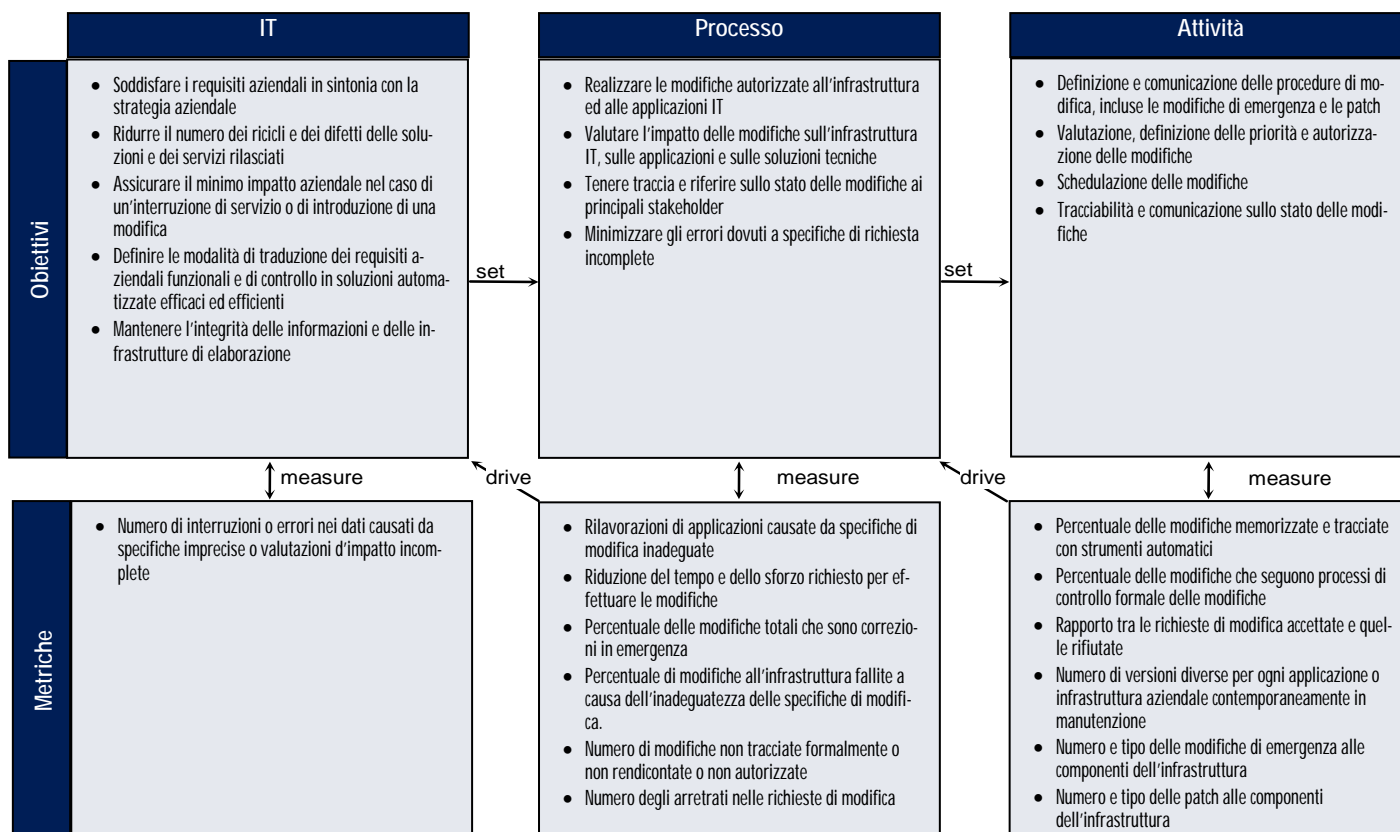 IT
Processo
Attività
Obiettivi
• Soddisfare i requisiti aziendali in sintonia con la
strategia aziendale
• Ridurre il numero dei ricicli e dei difetti delle solu-
zioni e dei servizi rilasciati
• Assicurare il minimo impatto aziendale nel caso di
un'interruzione di servizio o di introduzione di una
modifica
• Definire le modalità di traduzione dei requisiti a-
ziendali funzionali e di controllo in soluzioni automa-
tizzate efficaci ed efficienti
• Mantenere l'integrità delle informazioni e delle in-
frastrutture di elaborazione
set
• Realizzare le modifiche autorizzate all'infrastruttura
ed alle applicazioni IT
• Valutare l'impatto delle modifiche sull'infrastruttura
IT, sulle applicazioni e sulle soluzioni tecniche
• Tenere traccia e riferire sullo stato delle modifiche ai
principali stakeholder
• Minimizzare gli errori dovuti a specifiche di richiesta
incomplete
set
• Definizione e comunicazione delle procedure di mo-
difica, incluse le modifiche di emergenza e le patch
• Valutazione, definizione delle priorità e autorizza-
zione delle modifiche
• Schedulazione delle modifiche
• Tracciabilità e comunicazione sullo stato delle modi-
fiche
measure
drive
measure
drive
measure
Metriche
• Numero di interruzioni o errori nei dati causati da
specifiche imprecise o valutazioni d'impatto incom-
plete
• Rilavorazioni di applicazioni causate da specifiche di
modifica inadeguate
• Riduzione del tempo e dello sforzo richiesto per ef-
fettuare le modifiche
• Percentuale delle modifiche totali che sono correzio-
ni in emergenza
• Percentuale di modifiche all'infrastruttura fallite a
causa dell'inadeguatezza delle specifiche di modifi-
ca.
• Numero di modifiche non tracciate formalmente o
non rendicontate o non autorizzate
• Numero degli arretrati nelle richieste di modifica
• Percentuale delle modifiche memorizzate e tracciate
con strumenti automatici
• Percentuale delle modifiche che seguono processi di
controllo formale delle modifiche
• Rapporto tra le richieste di modifica accettate e quel-
le rifiutate
• Numero di versioni diverse per ogni applicazione o
infrastruttura aziendale contemporaneamente in
manutenzione
• Numero e tipo delle modifiche di emergenza alle
componenti dell'infrastruttura
• Numero e tipo delle patch alle componenti
dell'infrastruttura